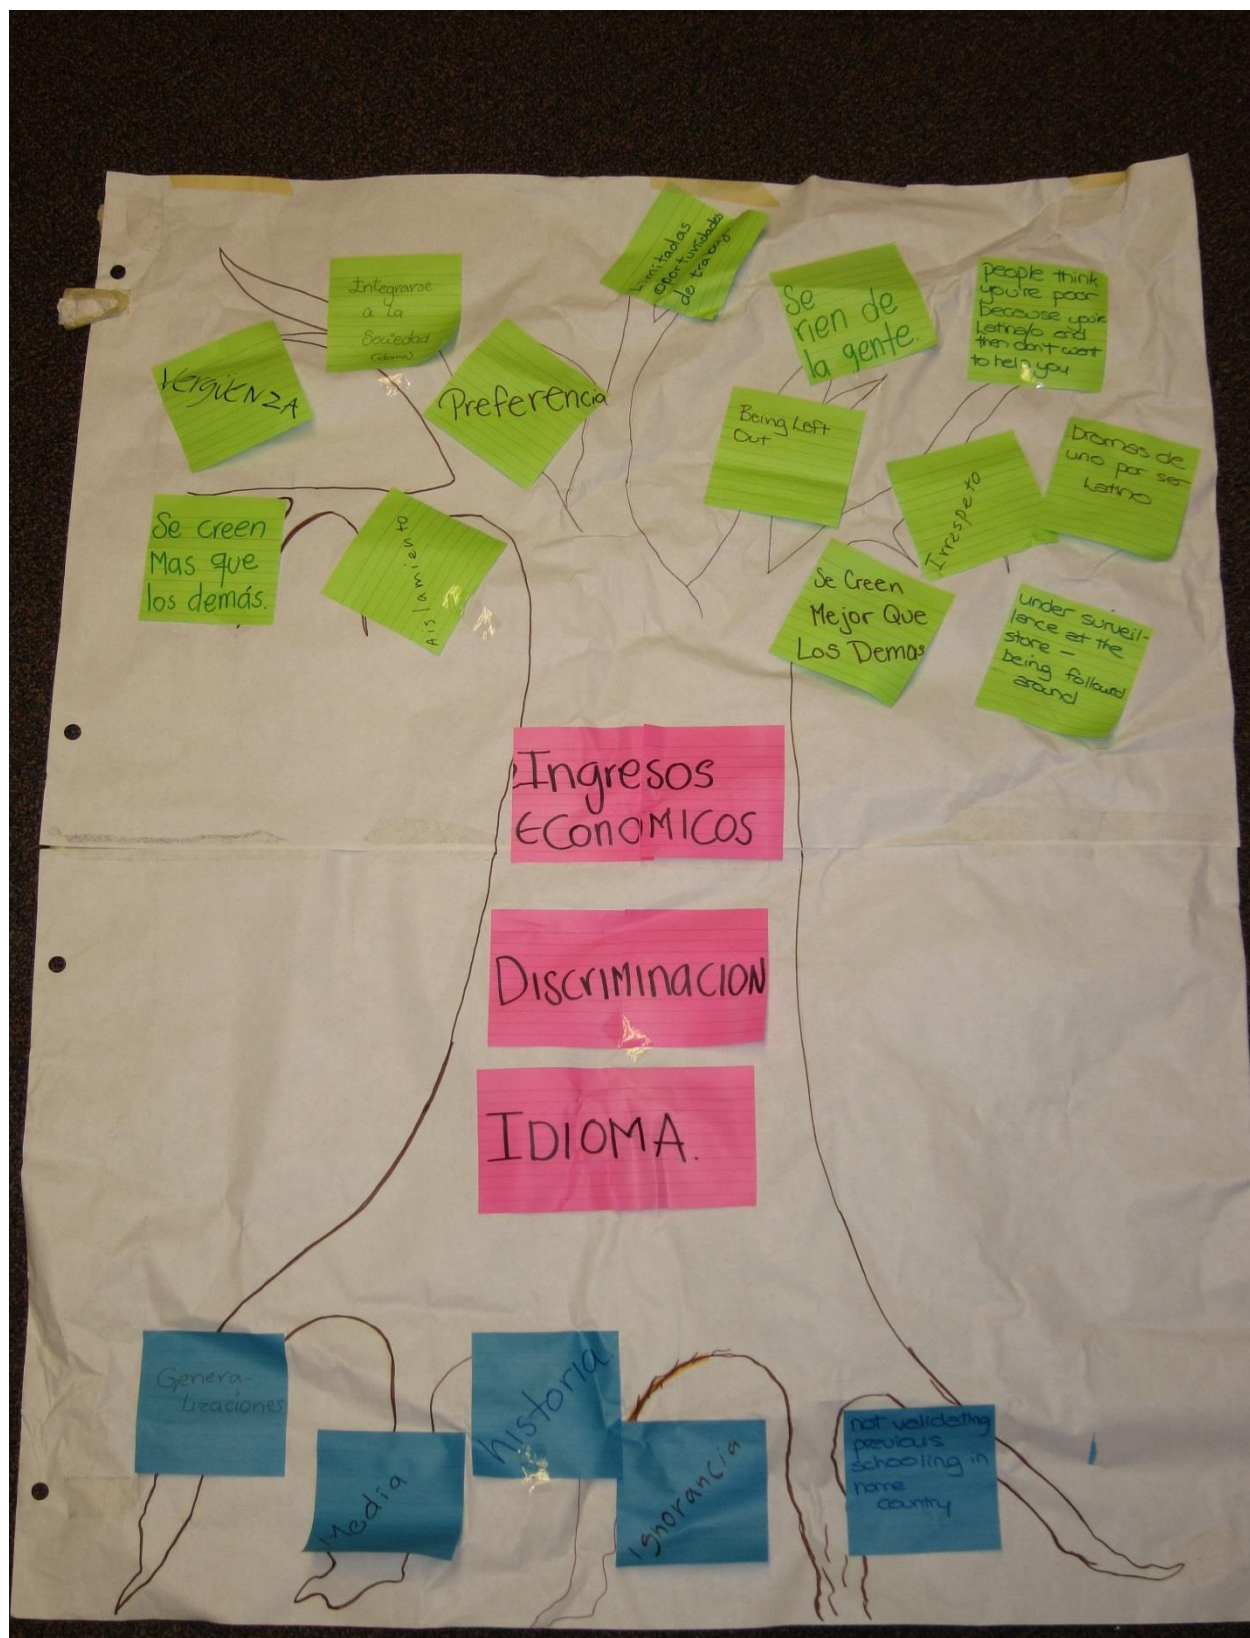 Limitadas
oportunidades
de trabajo
Integrarse
a la
Sociedad
(idioma)
Se
rien de
la gente.
people think
you're poor
because you're
Latina/o and
then don't want
to help you
VERGÜENZA
Preferencia
Being Left
Out
Irrespeto
Bromas de
uno por ser
Latino
Se creen
Mas que
los demás.
Aislamiento
Se Creen
Mejor Que
Los Demas
under surveil-
lance at the
store –
being followed
around
Ingresos
Economicos
DiscriMinacion
IDIOMA.
Genera-
lizaciones
Media
historia
Ignorancia
not validating
previous
schooling in
home
country